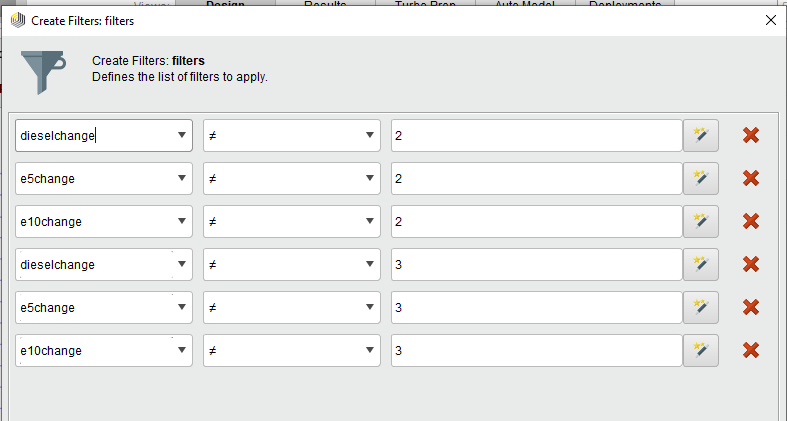 Views: Design Results Turbo Prep Auto Model Deployments
Create Filters: filters
Create Filters: filters
Defines the list of filters to apply.
dieselchange ≠ 2
e5change ≠ 2
e10change ≠ 2
dieselchange ≠ 3
e5change ≠ 3
e10change ≠ 3